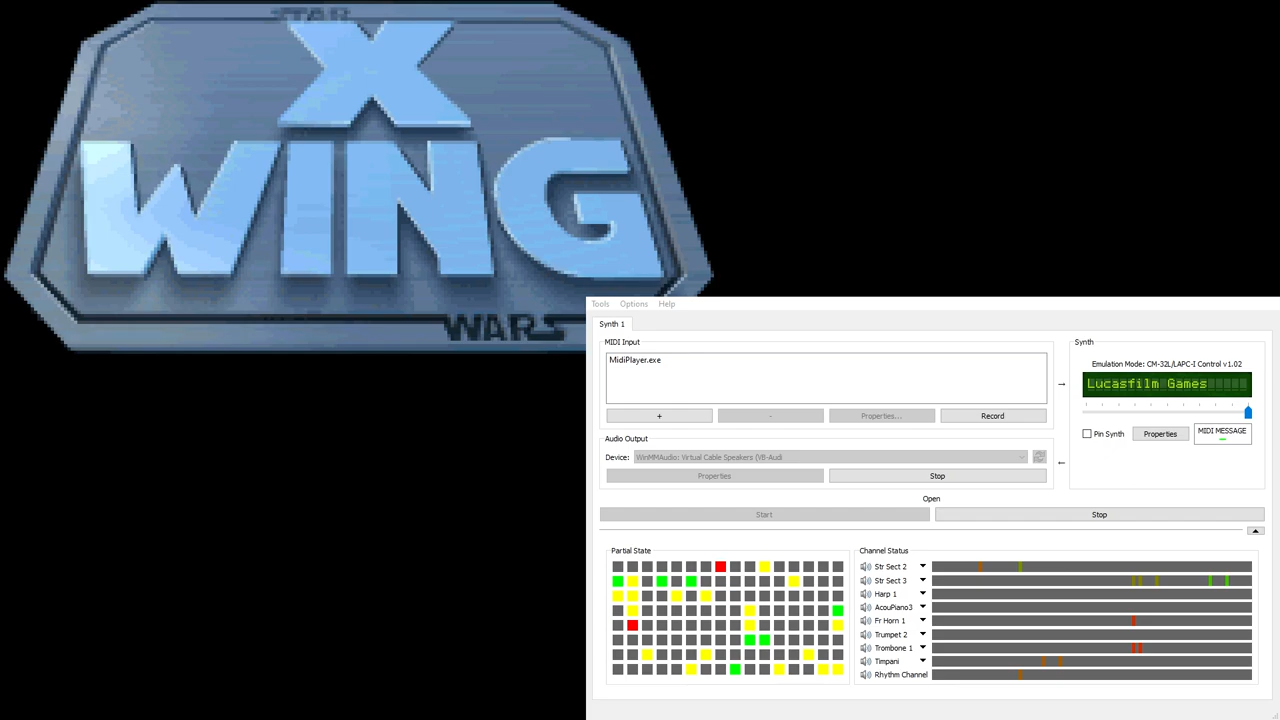 STAR
X
WING
WARS
Tools Options Help
Synth 1
MIDI Input
MidiPlayer.exe
+ - Properties... Record
Audio Output
Device: WinMMAudio: Virtual Cable Speakers (VB-Audi
Properties Stop
Synth
Emulation Mode: CM-32L/LAPC-I Control v1.02
Lucasfilm Games
Pin Synth Properties MIDI MESSAGE
Open
Start Stop
Partial State
Channel Status
Str Sect 2
Str Sect 3
Harp 1
AcouPiano3
Fr Horn 1
Trumpet 2
Trombone 1
Timpani
Rhythm Channel